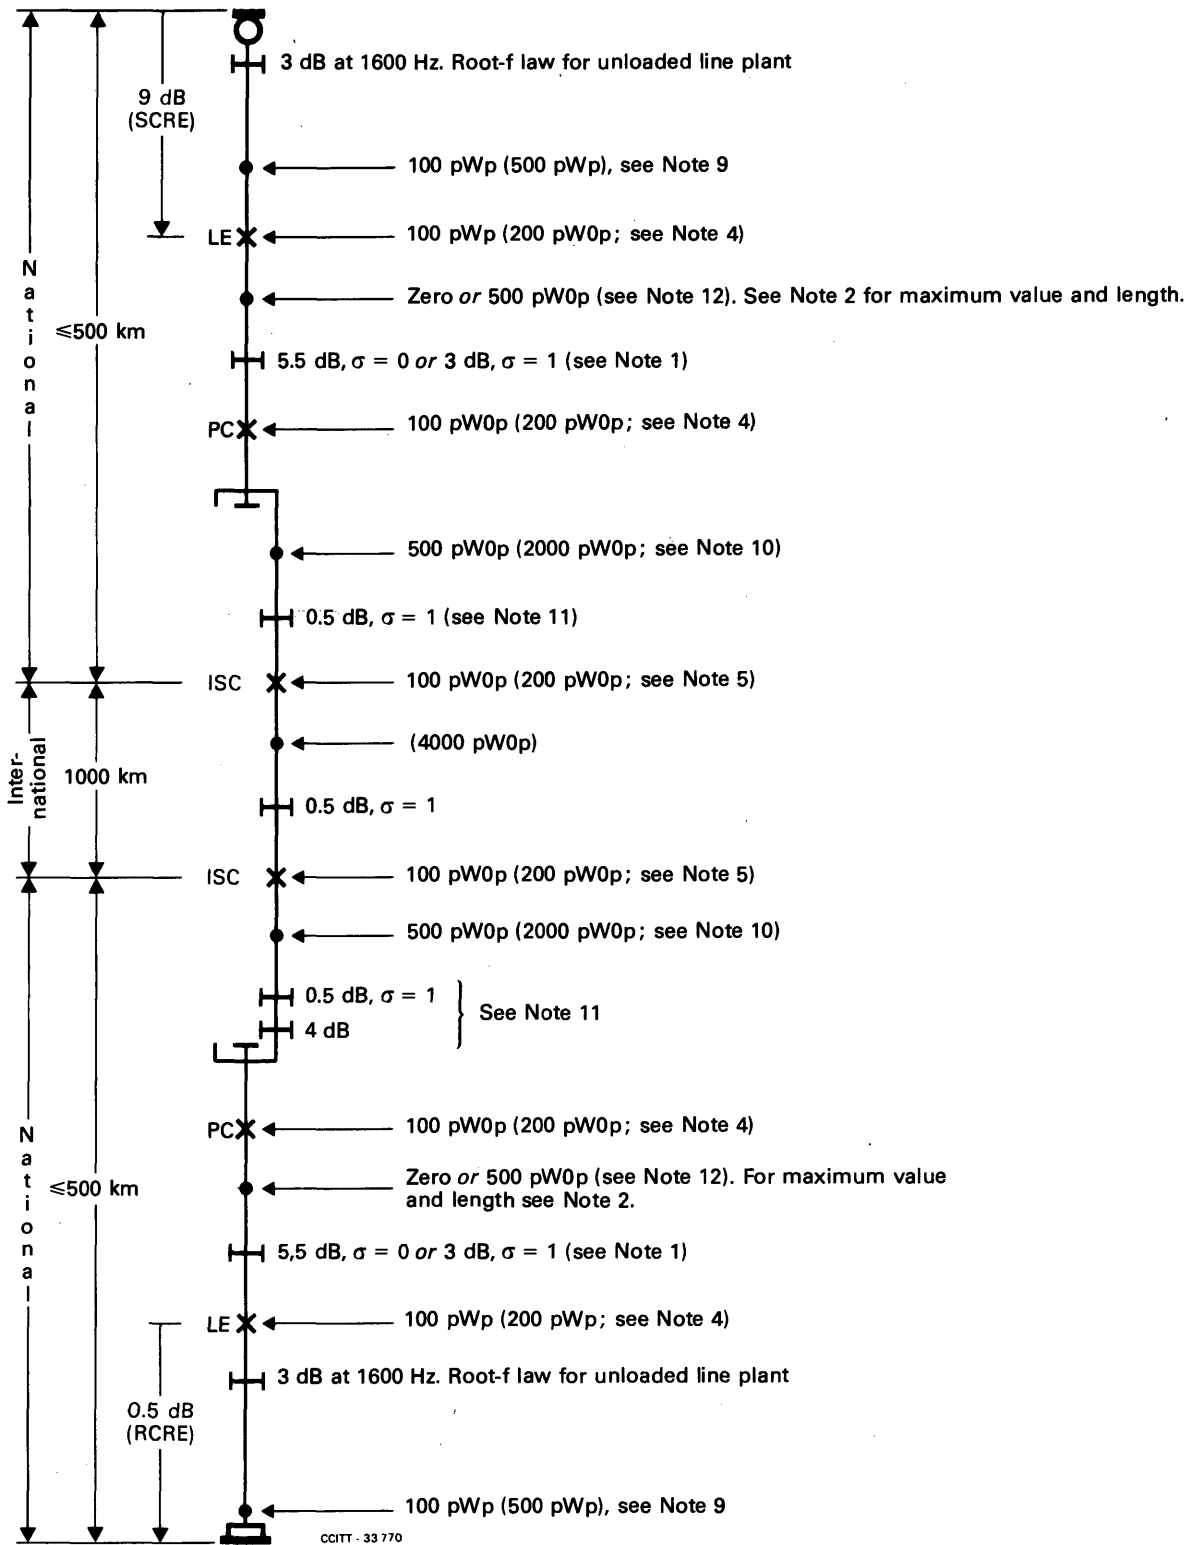 3 dB at 1600 Hz. Root-f law for unloaded line plant
9 dB
(SCRE)
100 pWp (500 pWp), see Note 9
LE
100 pWp (200 pW0p; see Note 4)
National
Zero or 500 pW0p (see Note 12). See Note 2 for maximum value and length.
≤500 km
5.5 dB, σ = 0 or 3 dB, σ = 1 (see Note 1)
PC
100 pW0p (200 pW0p; see Note 4)
500 pW0p (2000 pW0p; see Note 10)
0.5 dB, σ = 1 (see Note 11)
ISC
100 pW0p (200 pW0p; see Note 5)
(4000 pW0p)
Inter-
national
1000 km
0.5 dB, σ = 1
ISC
100 pW0p (200 pW0p; see Note 5)
500 pW0p (2000 pW0p; see Note 10)
0.5 dB, σ = 1
See Note 11
4 dB
PC
100 pW0p (200 pW0p; see Note 4)
National
≤500 km
Zero or 500 pW0p (see Note 12). For maximum value
and length see Note 2.
5,5 dB, σ = 0 or 3 dB, σ = 1 (see Note 1)
LE
100 pWp (200 pWp; see Note 4)
3 dB at 1600 Hz. Root-f law for unloaded line plant
0.5 dB
(RCRE)
100 pWp (500 pWp), see Note 9
CCITT - 33 770